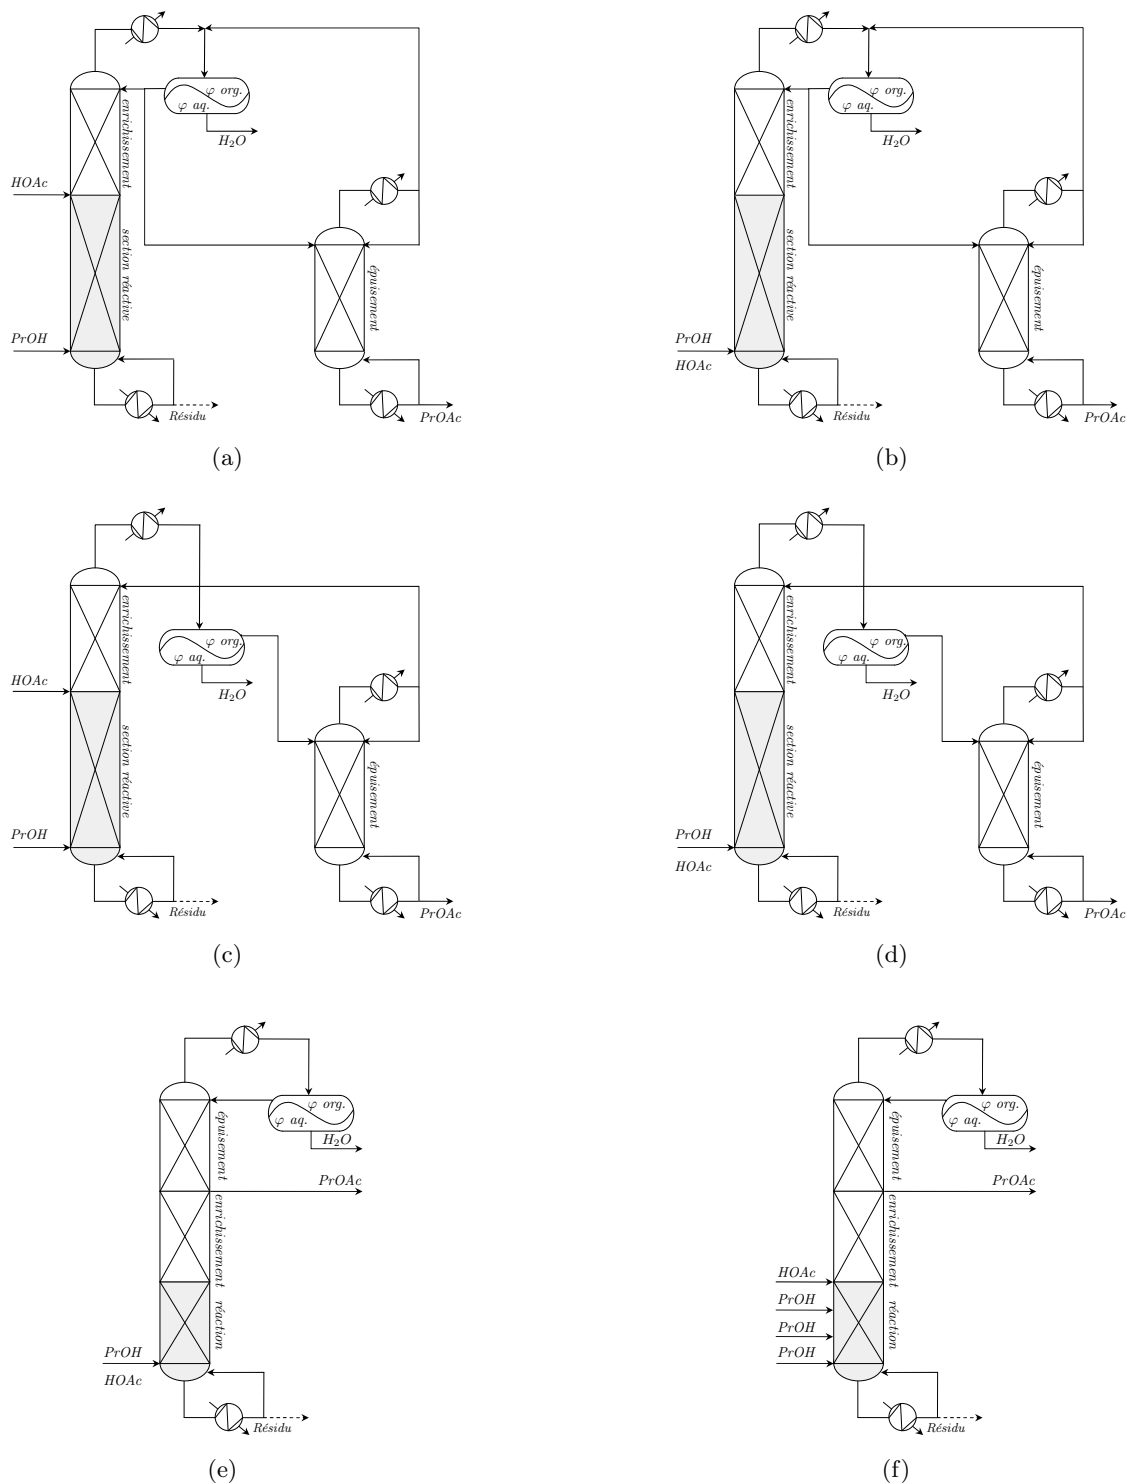 φ org.
φ aq.
H₂O
enrichissement
HOAc
section réactive
épuisement
PrOH
Résidu
PrOAc
(a)
φ org.
φ aq.
H₂O
enrichissement
section réactive
épuisement
PrOH
HOAc
Résidu
PrOAc
(b)
enrichissement
φ org.
φ aq.
H₂O
HOAc
section réactive
épuisement
PrOH
Résidu
PrOAc
(c)
enrichissement
φ org.
φ aq.
H₂O
section réactive
épuisement
PrOH
HOAc
Résidu
PrOAc
(d)
φ org.
φ aq.
H₂O
épuisement
PrOAc
enrichissement
réaction
PrOH
HOAc
Résidu
(e)
φ org.
φ aq.
H₂O
épuisement
PrOAc
enrichissement
HOAc
PrOH
réaction
PrOH
PrOH
Résidu
(f)